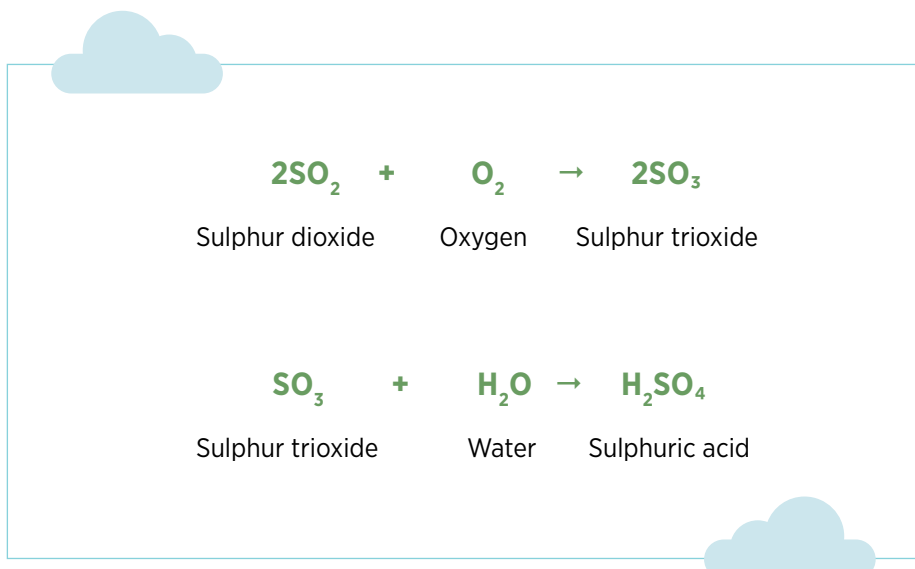 2SO₂ + O₂ → 2SO₃
Sulphur dioxide Oxygen Sulphur trioxide
SO₃ + H₂O → H₂SO₄
Sulphur trioxide Water Sulphuric acid